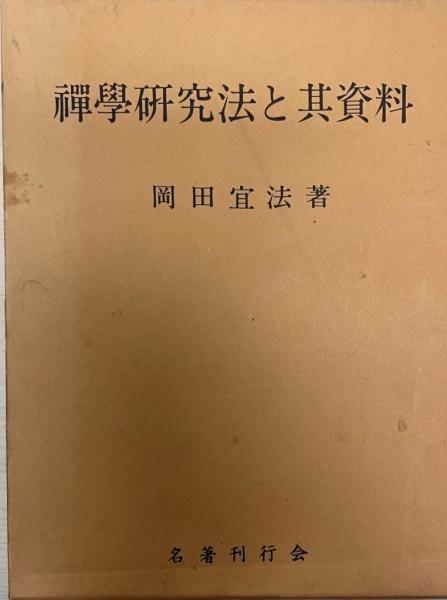 禪學研究法と其資料
岡田宜法著
名著刊行会